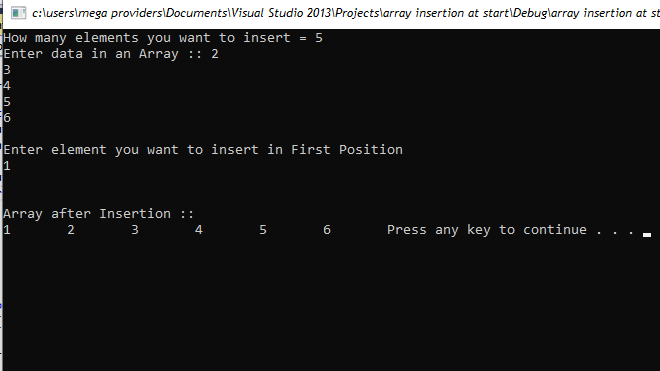 c:\users\mega providers\Documents\Visual Studio 2013\Projects\array insertion at start\Debug\array insertion at st
How many elements you want to insert = 5
Enter data in an Array :: 2
3
4
5
6
Enter element you want to insert in First Position
1
Array after Insertion ::
1 2 3 4 5 6 Press any key to continue . . .